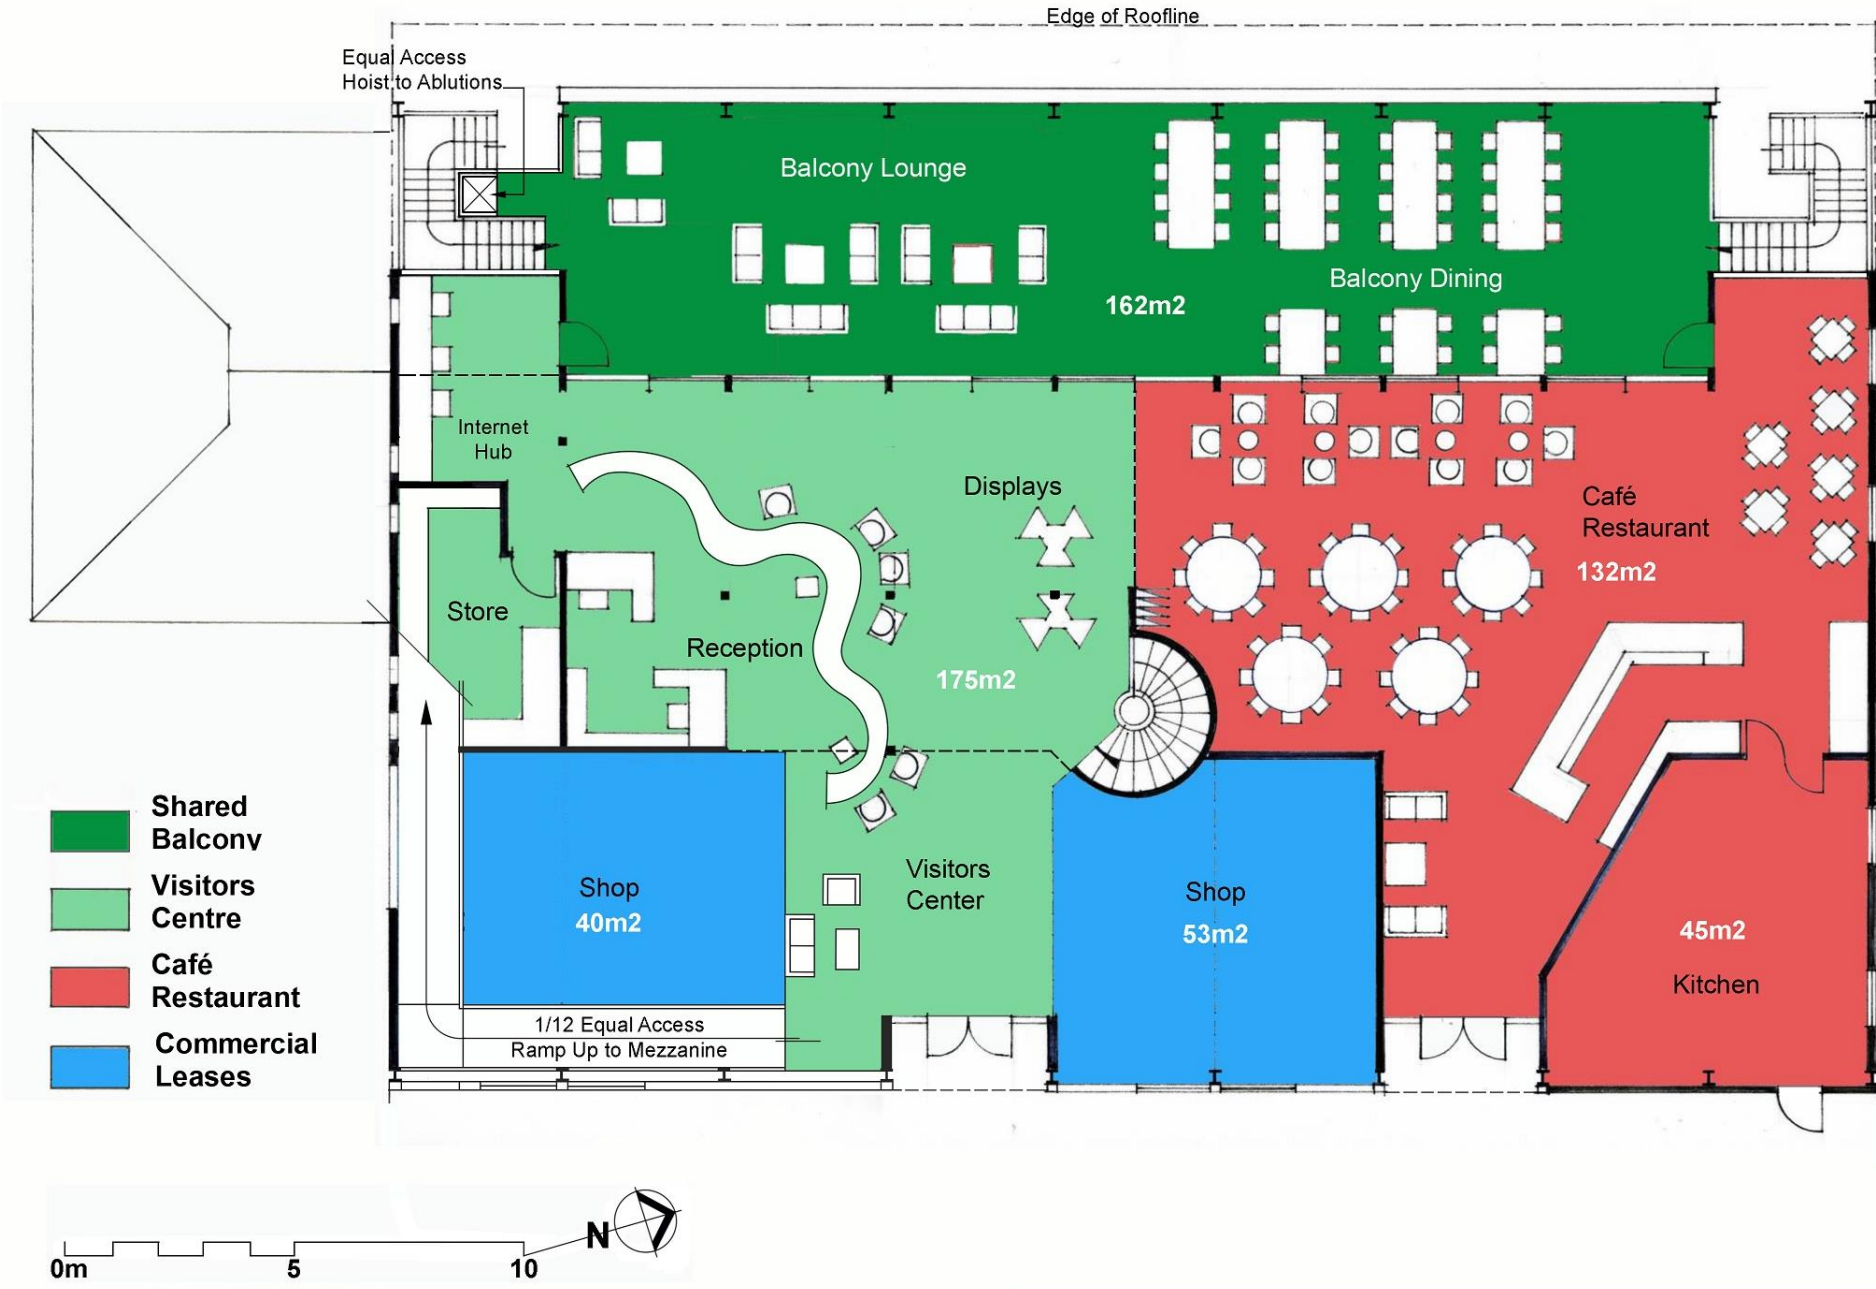 Edge of Roofline
Equal Access
Hoist to Ablutions
Balcony Lounge
Balcony Dining
162m2
Internet
Hub
Displays
Café
Restaurant
132m2
Store
Reception
175m2
Shared
Balcony
Visitors
Centre
Café
Restaurant
Commercial
Leases
Shop
40m2
Visitors
Center
Shop
53m2
45m2
Kitchen
1/12 Equal Access
Ramp Up to Mezzanine
N
0m 5 10